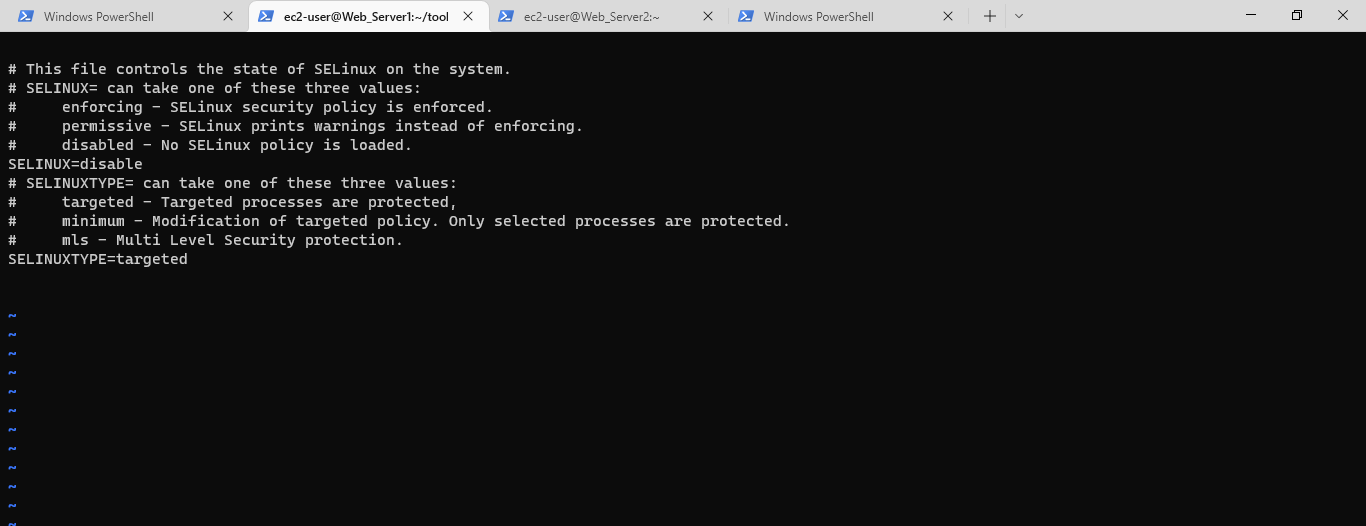 Windows PowerShell
ec2-user@Web_Server1:~/tool
ec2-user@Web_Server2:~
Windows PowerShell
# This file controls the state of SELinux on the system.
# SELINUX= can take one of these three values:
#     enforcing - SELinux security policy is enforced.
#     permissive - SELinux prints warnings instead of enforcing.
#     disabled - No SELinux policy is loaded.
SELINUX=disable
# SELINUXTYPE= can take one of these three values:
#     targeted - Targeted processes are protected,
#     minimum - Modification of targeted policy. Only selected processes are protected.
#     mls - Multi Level Security protection.
SELINUXTYPE=targeted
~
~
~
~
~
~
~
~
~
~
~
~